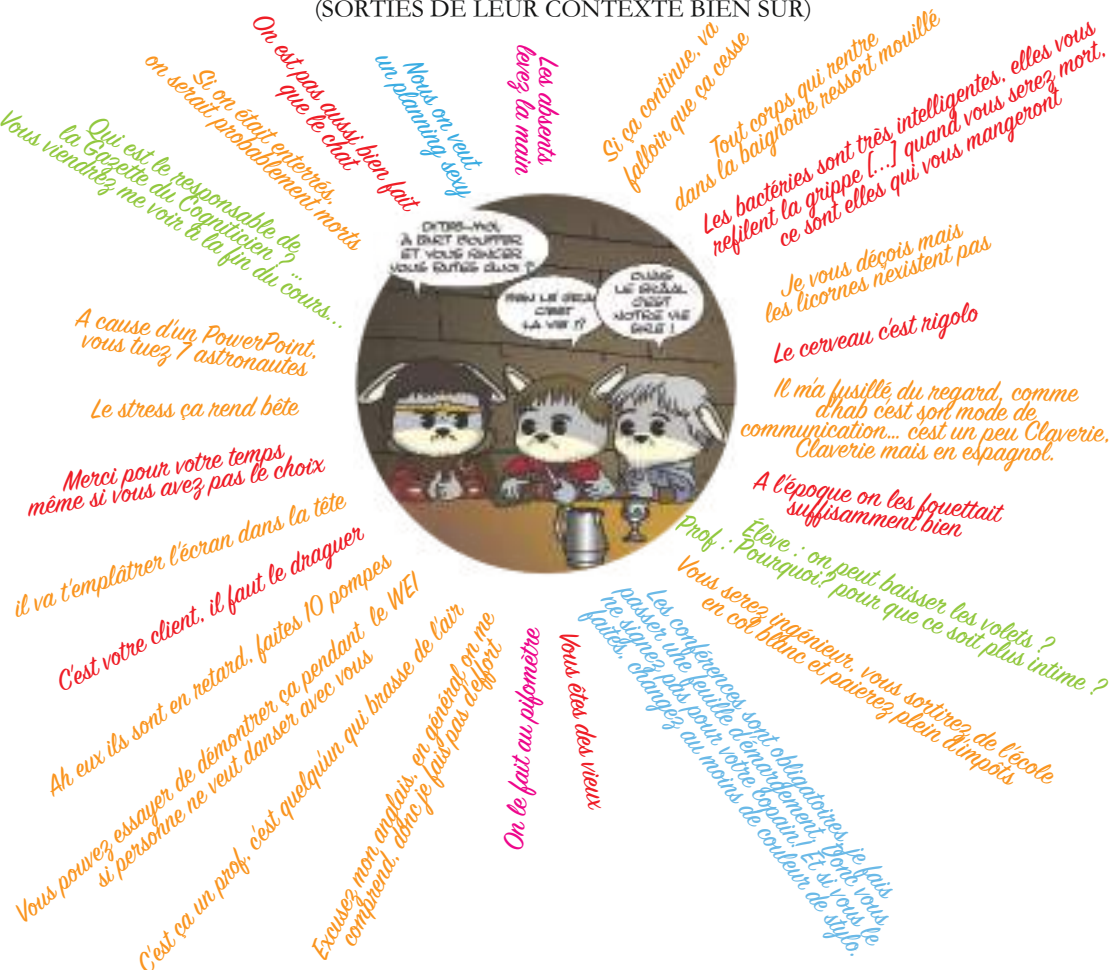 (SORTIES DE LEUR CONTEXTE BIEN SUR)
Les absents
levez la main
Si ça continue, va
falloir que ça cesse
Tout corps qui rentre
dans la baignoire ressort mouillé
Les bactéries sont très intelligentes, elles vous
refilent la grippe [...] quand vous serez mort,
ce sont elles qui vous mangeront
Je vous déçois mais
les licornes n'existent pas
Le cerveau c'est rigolo
Il m'a fusillé du regard, comme
d'hab c'est son mode de
communication... c'est un peu Claverie,
Claverie mais en espagnol.
A l'époque on les fouettait
suffisamment bien
Élève : on peut baisser les volets ?
Prof : Pourquoi? pour que ce soit plus intime ?
Vous serez ingénieur, vous sortirez de l'école
en col blanc et paierez plein d'impôts
Les conférences sont obligatoires, je fais
passer une feuille d'émargement. Donc vous
ne signez pas pour votre copain! Et si vous le
faites, changez au moins de couleur de stylo.
Vous êtes des vieux
On le fait au pifomètre
Excusez mon anglais, en général on me
comprend, donc je fais pas d'effort
C'est ça un prof, c'est quelqu'un qui brasse de l'air
Vous pouvez essayer de démontrer ça pendant le WEI
si personne ne veut danser avec vous
Ah eux ils sont en retard, faites 10 pompes
C'est votre client, il faut le draguer
il va t'emplâtrer l'écran dans la tête
Merci pour votre temps
même si vous avez pas le choix
Le stress ça rend bête
A cause d'un PowerPoint,
vous tuez 7 astronautes
Qui est le responsable de
la Gazette du Cogniticien ?...
Vous viendrez me voir à la fin du cours...
Si on était enterrés,
on serait probablement morts
On est pas aussi bien fait
que le chat
Nous on veut
un planning sexy
DITES-MOI,
À PART BOUFFER
ET VOUS RINCER
VOUS FAITES QUOI ?
BEN LE GRAAL
C'EST
LA VIE !?
OUAIS
LE GRAAL
C'EST
NOTRE VIE
SIRE !